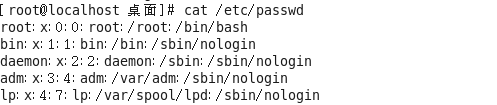 [root@localhost 桌面]# cat /etc/passwd
root:x:0:0:root:/root:/bin/bash
bin:x:1:1:bin:/bin:/sbin/nologin
daemon:x:2:2:daemon:/sbin:/sbin/nologin
adm:x:3:4:adm:/var/adm:/sbin/nologin
lp:x:4:7:lp:/var/spool/lpd:/sbin/nologin